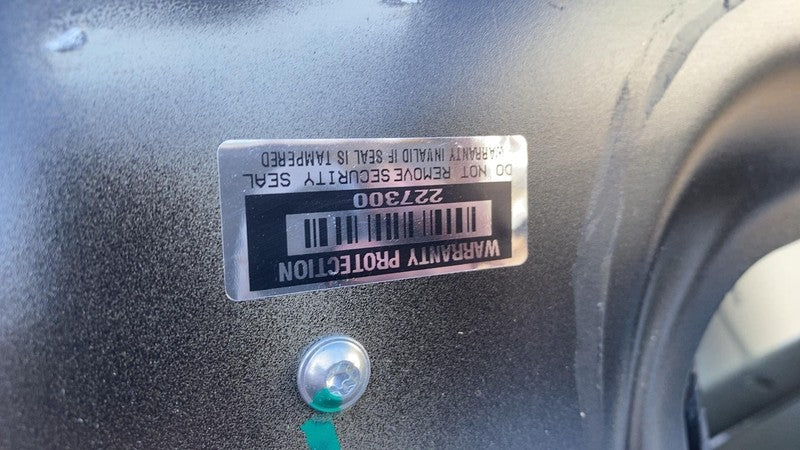 WARRANTY PROTECTION
227300
DO NOT REMOVE SECURITY SEAL
WARRANTY INVALID IF SEAL IS TAMPERED